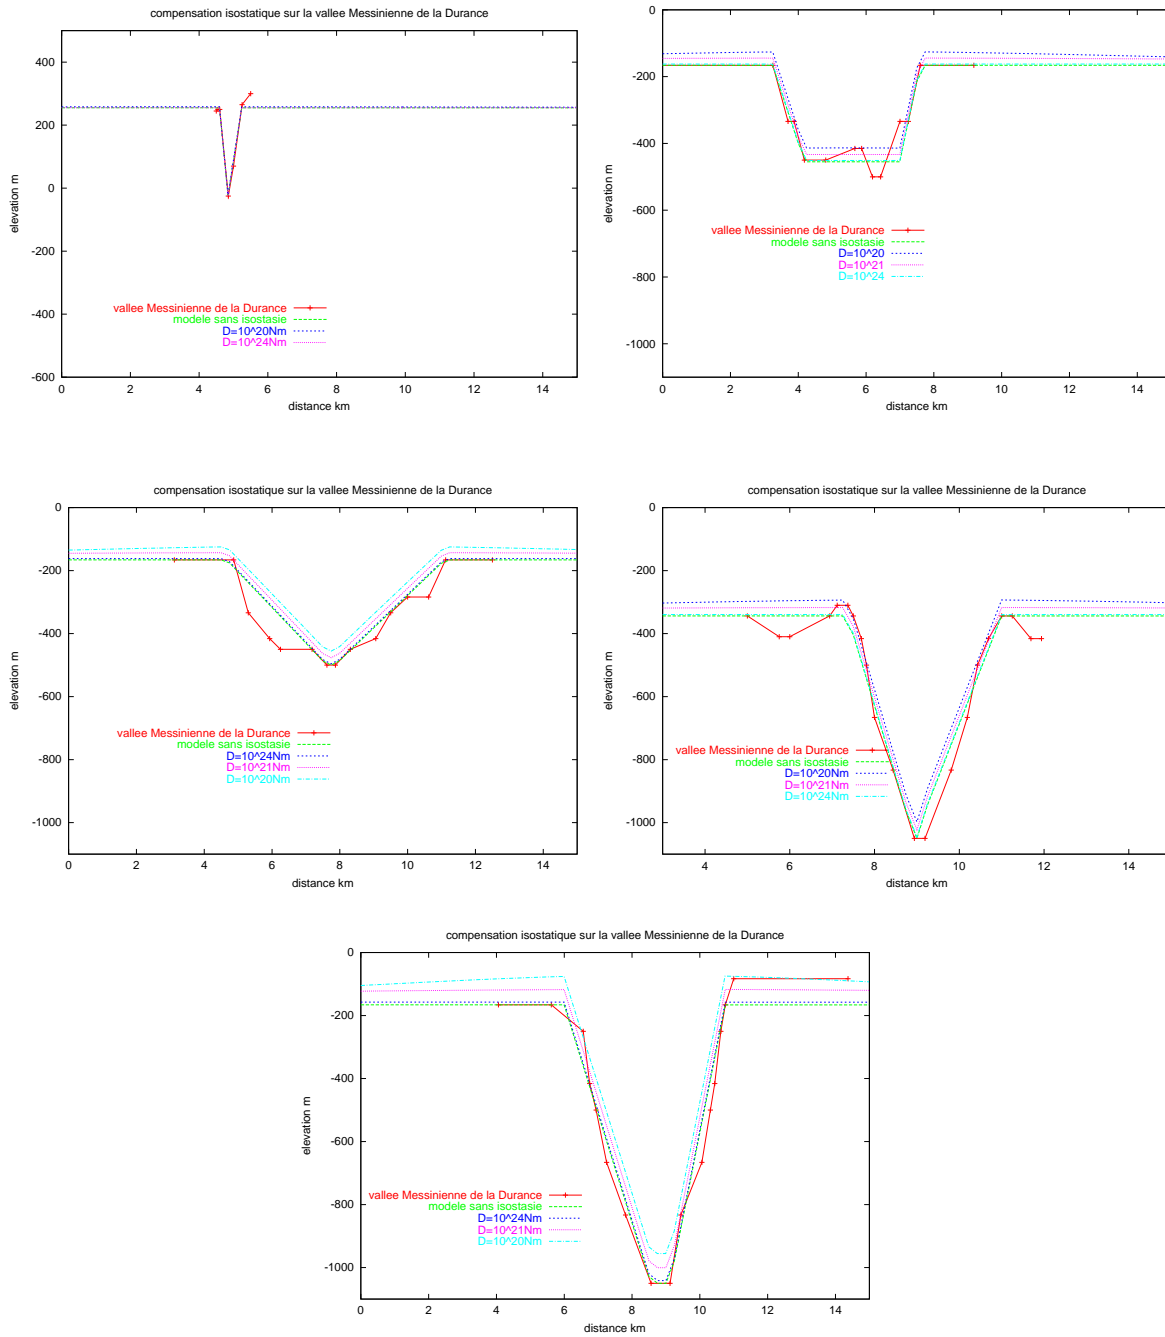 compensation isostatique sur la vallee Messinienne de la Durance
400
200
0
-200
-400
-600
elevation m
0 2 4 6 8 10 12 14
distance km
vallee Messinienne de la Durance
modele sans isostasie
D=10^20Nm
D=10^24Nm
0
-200
-400
-600
-800
-1000
elevation m
0 2 4 6 8 10 12 14
distance km
vallee Messinienne de la Durance
modele sans isostasie
D=10^20
D=10^21
D=10^24
compensation isostatique sur la vallee Messinienne de la Durance
0
-200
-400
-600
-800
-1000
elevation m
0 2 4 6 8 10 12 14
distance km
vallee Messinienne de la Durance
modele sans isostasie
D=10^24Nm
D=10^21Nm
D=10^20Nm
compensation isostatique sur la vallee Messinienne de la Durance
0
-200
-400
-600
-800
-1000
elevation m
4 6 8 10 12 14
distance km
vallee Messinienne de la Durance
modele sans isostasie
D=10^20Nm
D=10^21Nm
D=10^24Nm
compensation isostatique sur la vallee Messinienne de la Durance
0
-200
-400
-600
-800
-1000
elevation m
0 2 4 6 8 10 12 14
distance km
vallee Messinienne de la Durance
modele sans isostasie
D=10^24Nm
D=10^21Nm
D=10^20Nm